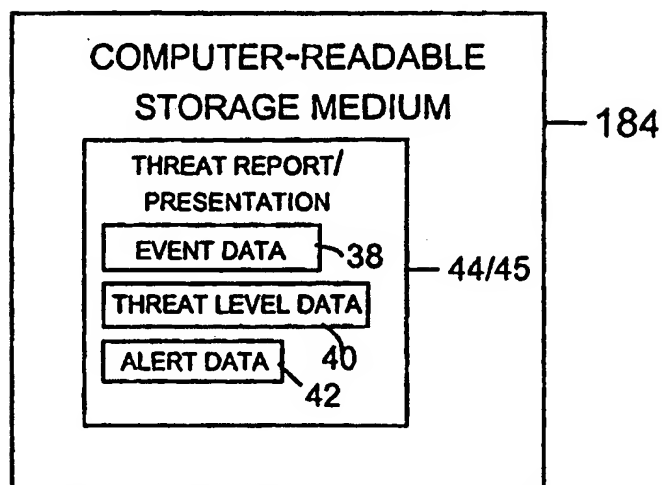 COMPUTER-READABLE
STORAGE MEDIUM
184
THREAT REPORT/
PRESENTATION
EVENT DATA
38
44/45
THREAT LEVEL DATA
40
ALERT DATA
42